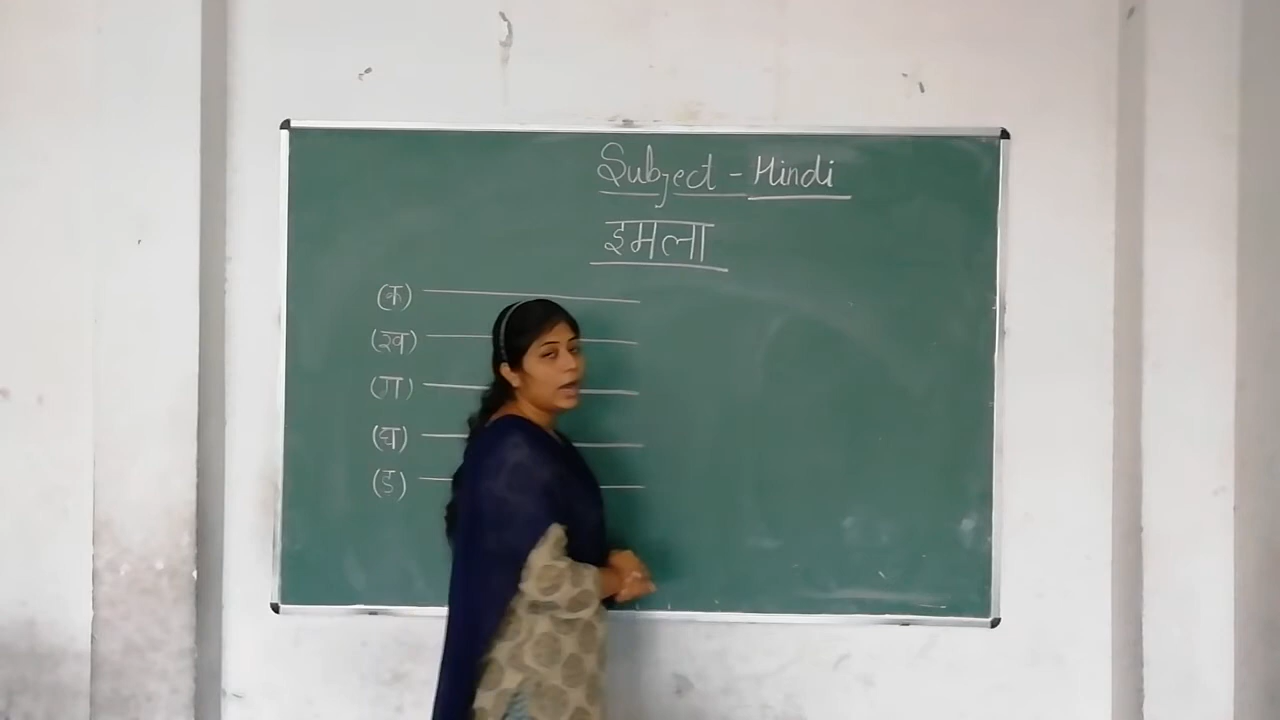 Subject - Hindi
इमला
(क)
(ख)
(ग)
(घ)
(ङ)